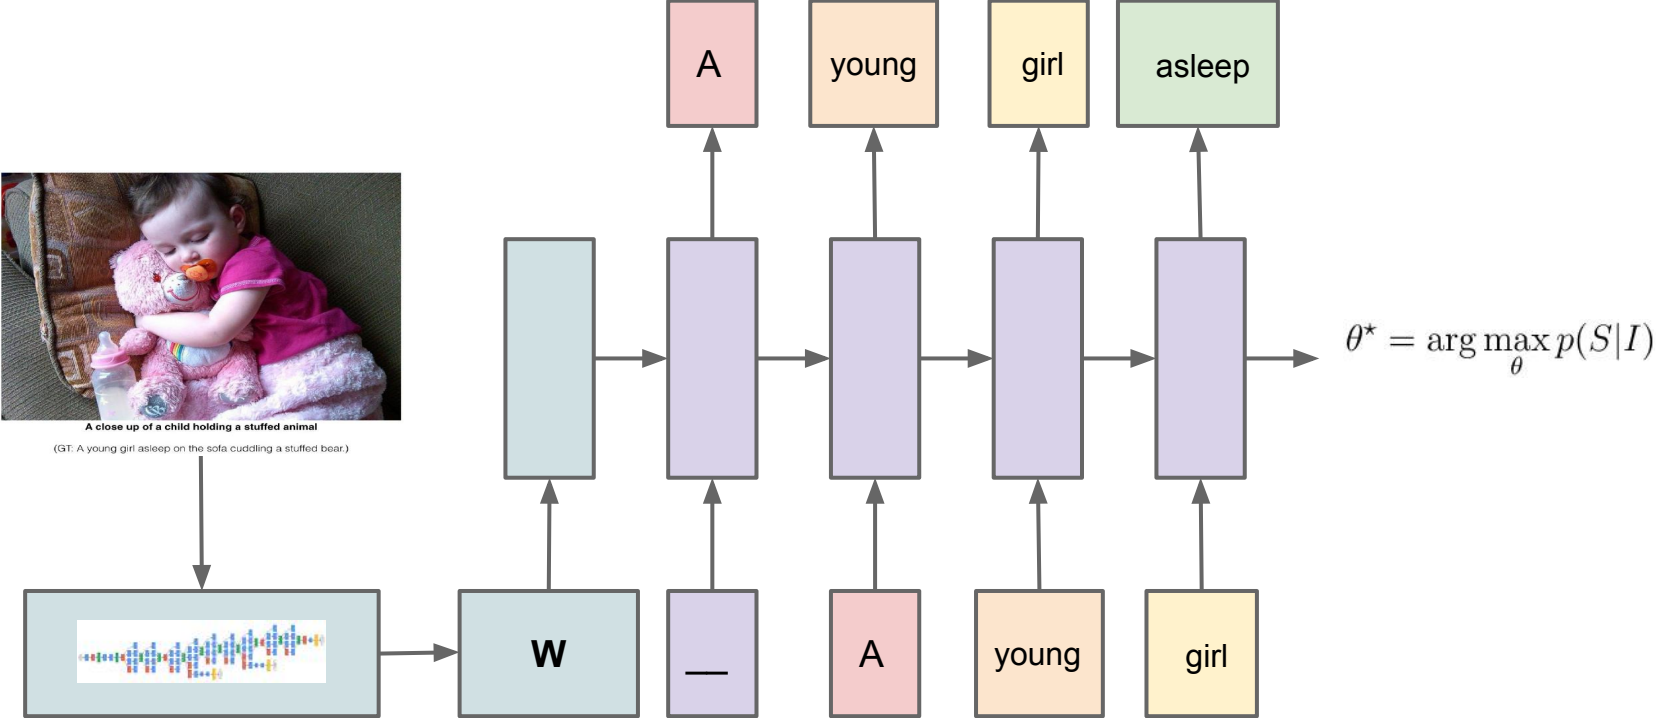 A young girl asleep
A close up of a child holding a stuffed animal
(GT: A young girl asleep on the sofa cuddling a stuffed bear.)
θ* = arg max p(S|I)
θ
W __ A young girl